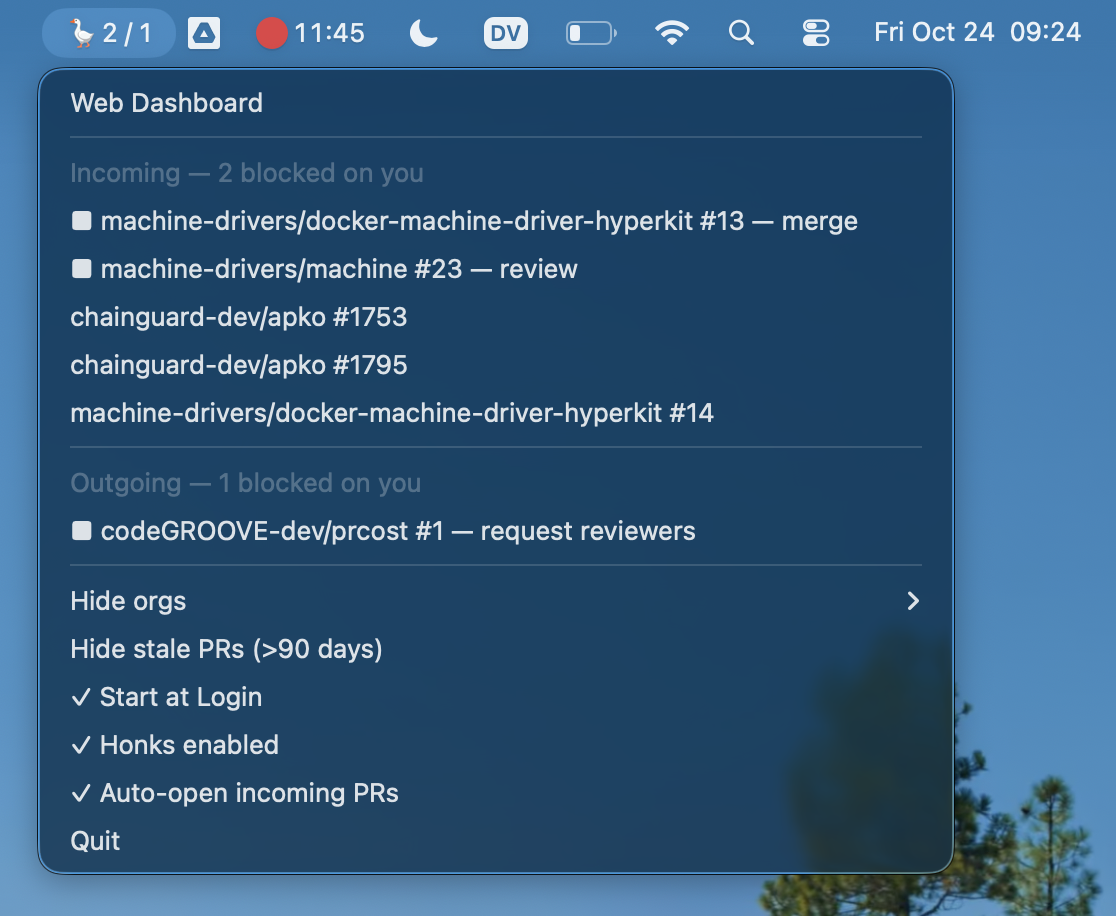 2 / 1 11:45 DV Fri Oct 24 09:24
Web Dashboard
Incoming — 2 blocked on you
machine-drivers/docker-machine-driver-hyperkit #13 — merge
machine-drivers/machine #23 — review
chainguard-dev/apko #1753
chainguard-dev/apko #1795
machine-drivers/docker-machine-driver-hyperkit #14
Outgoing — 1 blocked on you
codeGROOVE-dev/prcost #1 — request reviewers
Hide orgs
Hide stale PRs (>90 days)
✓ Start at Login
✓ Honks enabled
✓ Auto-open incoming PRs
Quit